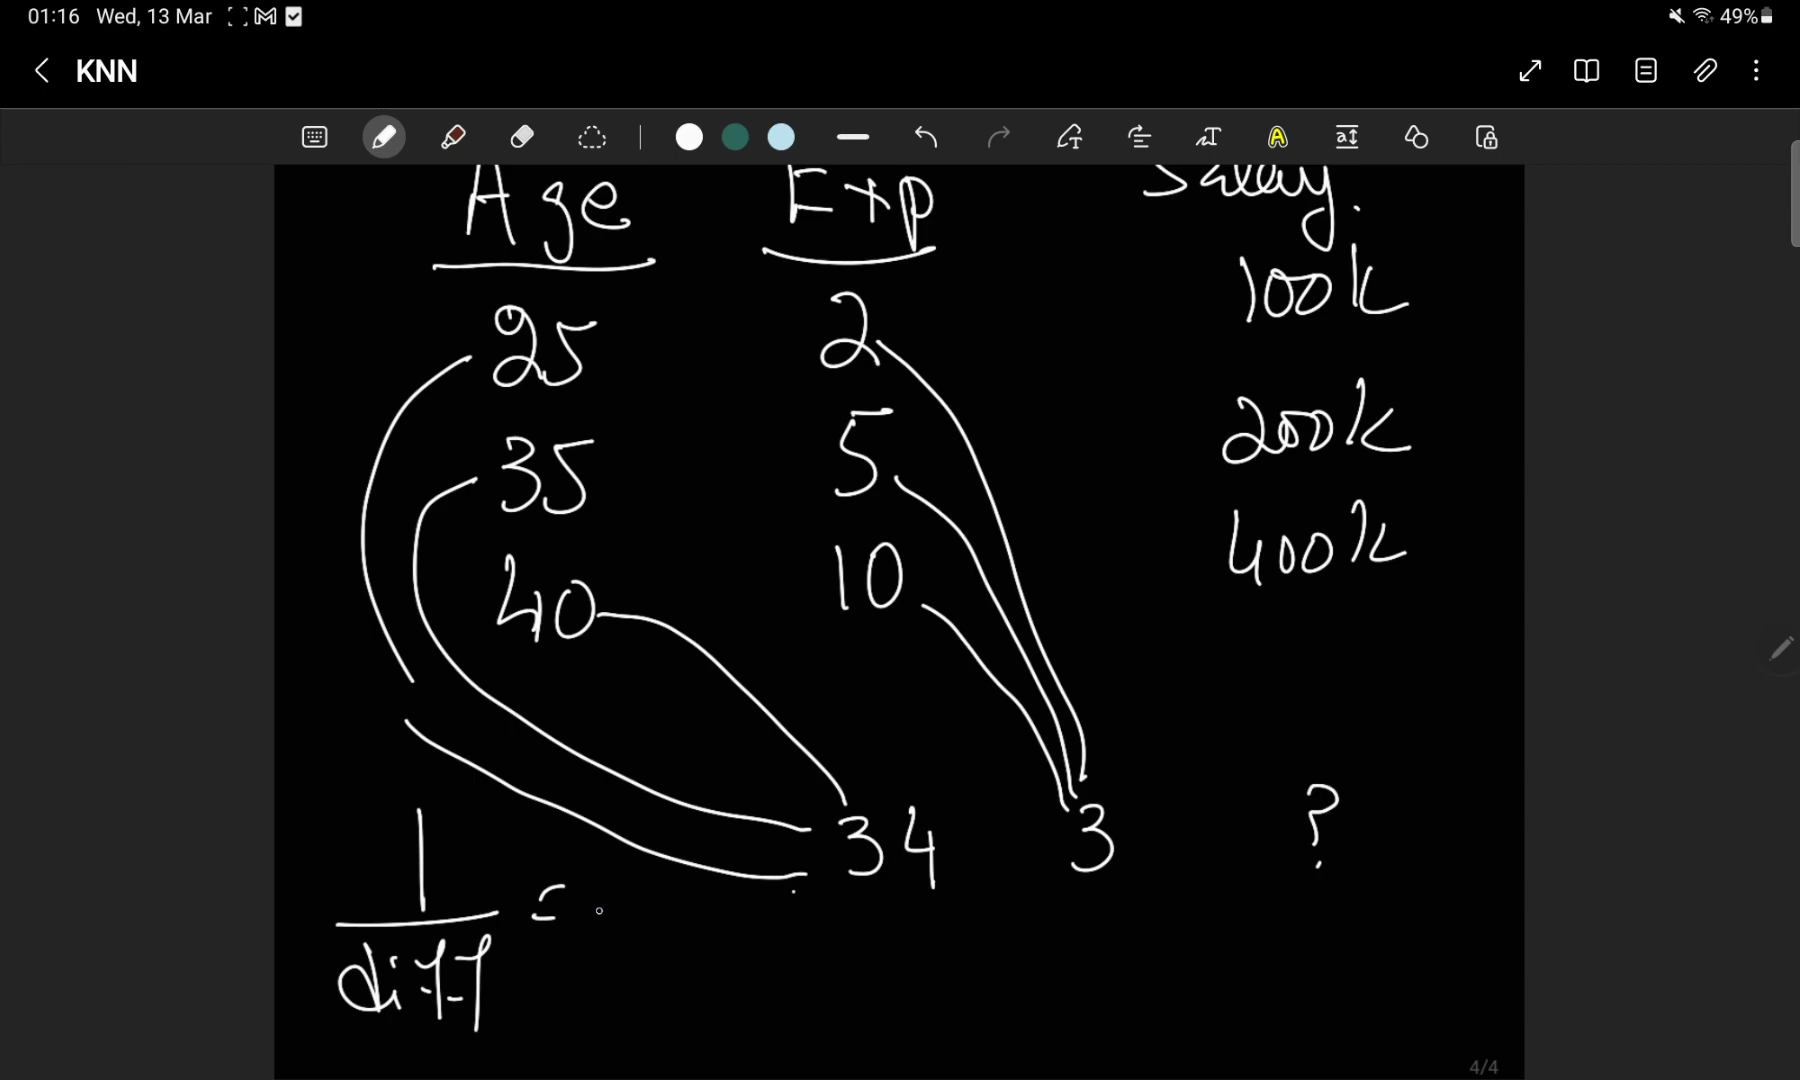 01:16 Wed, 13 Mar 49%
KNN
Age Exp Salary.
25 2 100k
35 5 200k
40 10 400k
34 3 ?
1
diff =
4/4